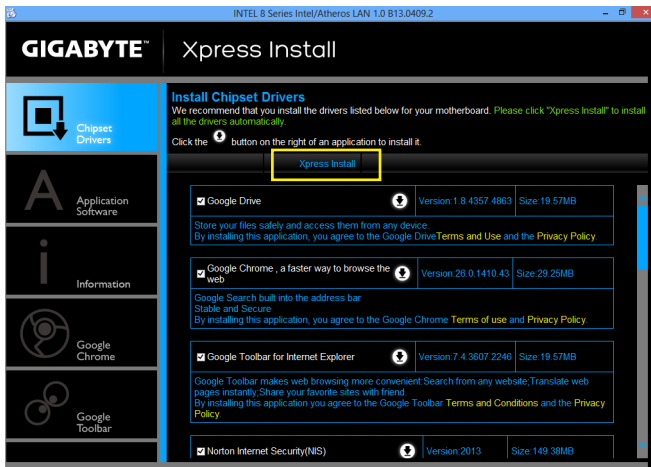 INTEL 8 Series Intel/Atheros LAN 1.0 B13.0409.2
GIGABYTE™
Xpress Install
Chipset
Drivers
Application
Software
Information
Google
Chrome
Google
Toolbar
Install Chipset Drivers
We recommend that you install the drivers listed below for your motherboard. Please click "Xpress Install" to install
all the drivers automatically.
Click the button on the right of an application to install it.
Xpress Install
Google Drive Version:1.8.4357.4863 Size:19.57MB
Store your files safely and access them from any device.
By installing this application, you agree to the Google DriveTerms and Use and the Privacy Policy.
Google Chrome , a faster way to browse the
web
Version:26.0.1410.43 Size:29.25MB
Google Search built into the address bar
Stable and Secure
By installing this application, you agree to the Google Chrome Terms of use and Privacy Policy
Google Toolbar for Internet Explorer Version:7.4.3607.2246 Size:19.57MB
Google Toolbar makes web browsing more convenient.Search from any website;Translate web
pages instantly;Share your favorite sites with friend.
By installing this application you agree to the Google Toolbar Terms and Conditions and the Privacy
Policy.
Norton Internet Security(NIS) Version:2013 Size:149.38MB